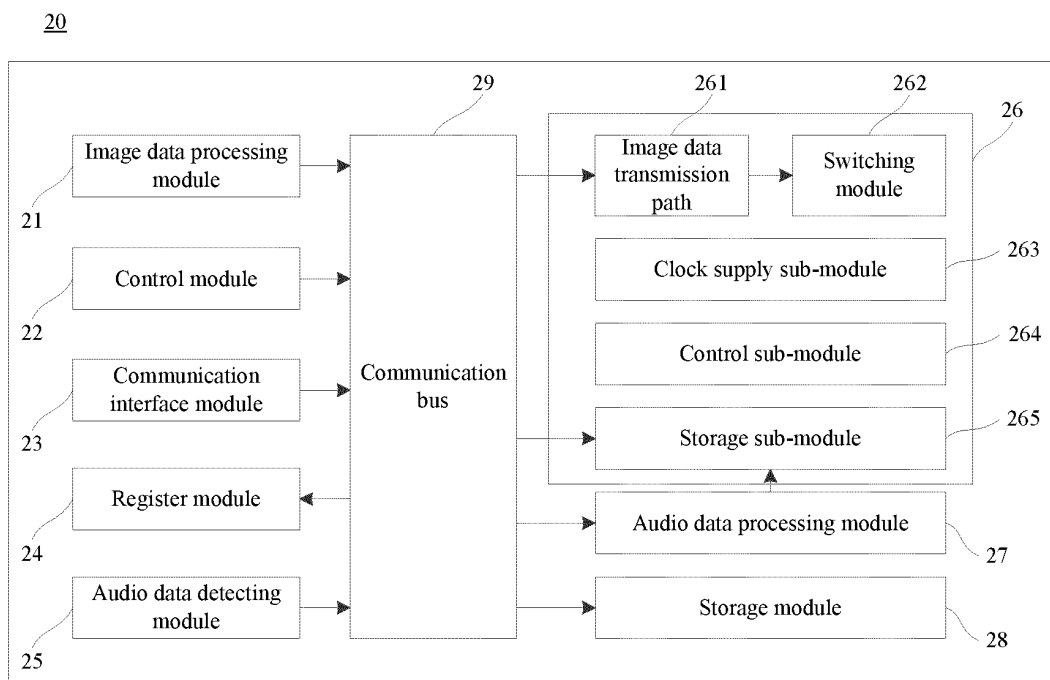 20
29
261
262
26
Image data processing
module
21
Image data
transmission
path
Switching
module
Control module
22
Clock supply sub-module
263
Communication
interface module
23
Communication
bus
Control sub-module
264
Storage sub-module
265
Register module
24
Audio data processing module
27
Audio data detecting
module
25
Storage module
28